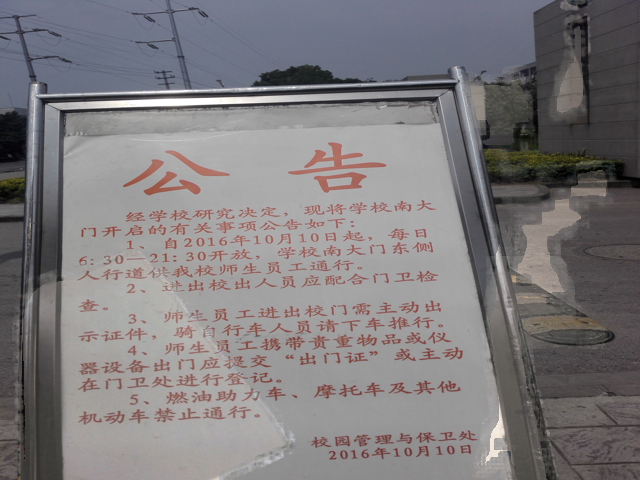 公 告
经学校研究决定，现将学校南大
门开启的有关事项公告如下：
1、自2016年10月10日起，每日
6：30—21：30开放，学校南大门东侧
人行道供我校师生员工通行。
2、进出校出人员应配合门卫检
查。
3、师生员工进出校门需主动出
示证件，骑自行车人员请下车推行。
4、师生员工携带贵重物品或仪
器设备出门应提交“出门证”或主动
在门卫处进行登记。
5、燃油助力车、摩托车及其他
机动车禁止通行。
校园管理与保卫处
2016年10月10日